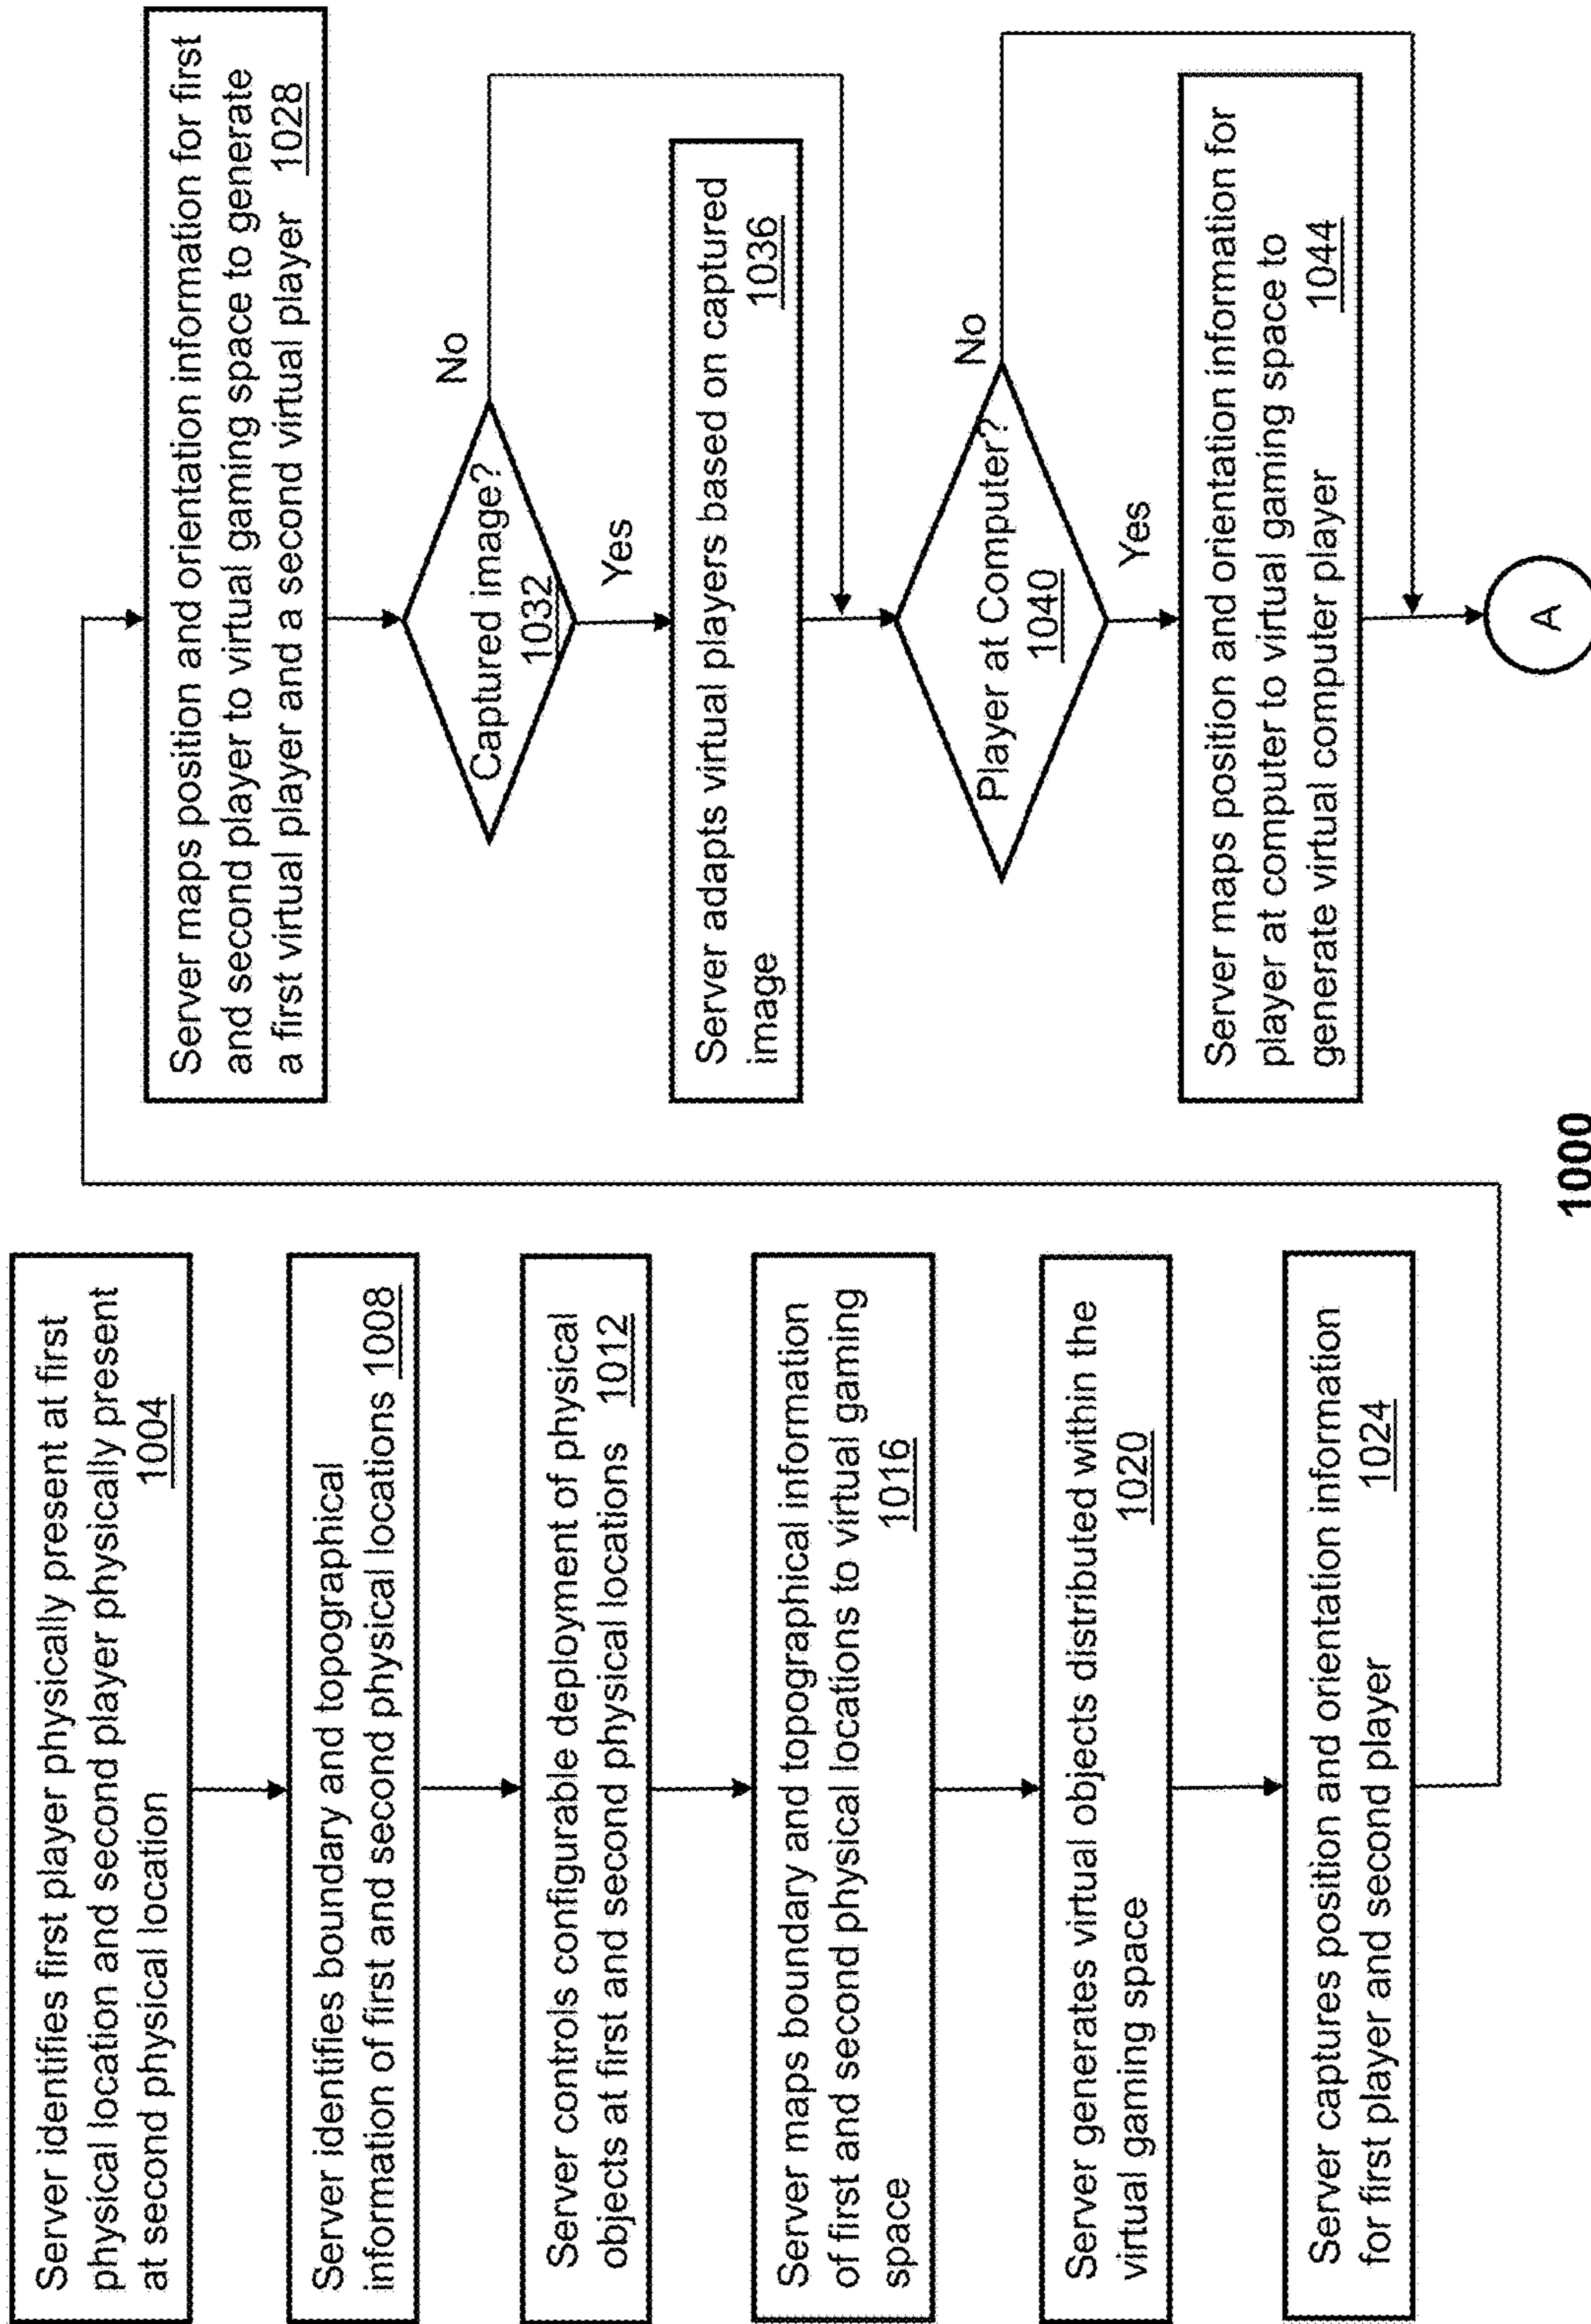 Server identifies first player physically present at first
physical location and second player physically present
at second physical location
1004
Server identifies boundary and topographical
information of first and second physical locations 1008
Server controls configurable deployment of physical
objects at first and second physical locations 1012
Server maps boundary and topographical information
of first and second physical locations to virtual gaming
space
1016
Server generates virtual objects distributed within the
virtual gaming space
1020
Server captures position and orientation information
for first player and second player
1024
Server maps position and orientation information for first
and second player to virtual gaming space to generate
a first virtual player and a second virtual player 1028
Captured image?
1032
No
Yes
Server adapts virtual players based on captured
image
1036
Player at Computer?
1040
No
Yes
Server maps position and orientation information for
player at computer to virtual gaming space to
generate virtual computer player
1044
A
1000